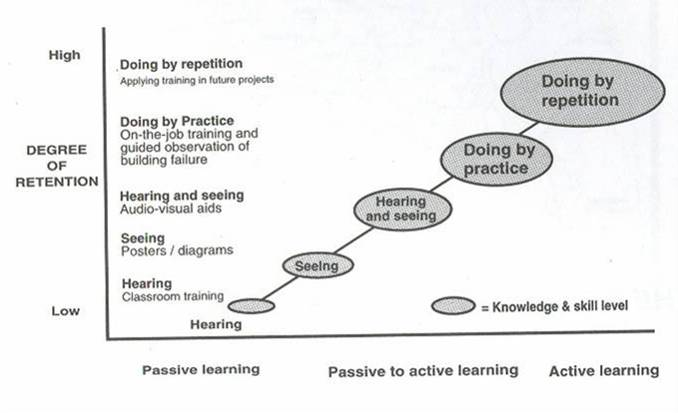 High
Doing by repetition
Applying training in future projects
Doing by Practice
On-the-job training and
guided observation of
building failure
DEGREE
OF
RETENTION
Hearing and seeing
Audio-visual aids
Seeing
Posters / diagrams
Hearing
Classroom training
Low
Hearing
Seeing
Hearing
and seeing
Doing by
practice
Doing by
repetition
= Knowledge & skill level
Passive learning
Passive to active learning
Active learning